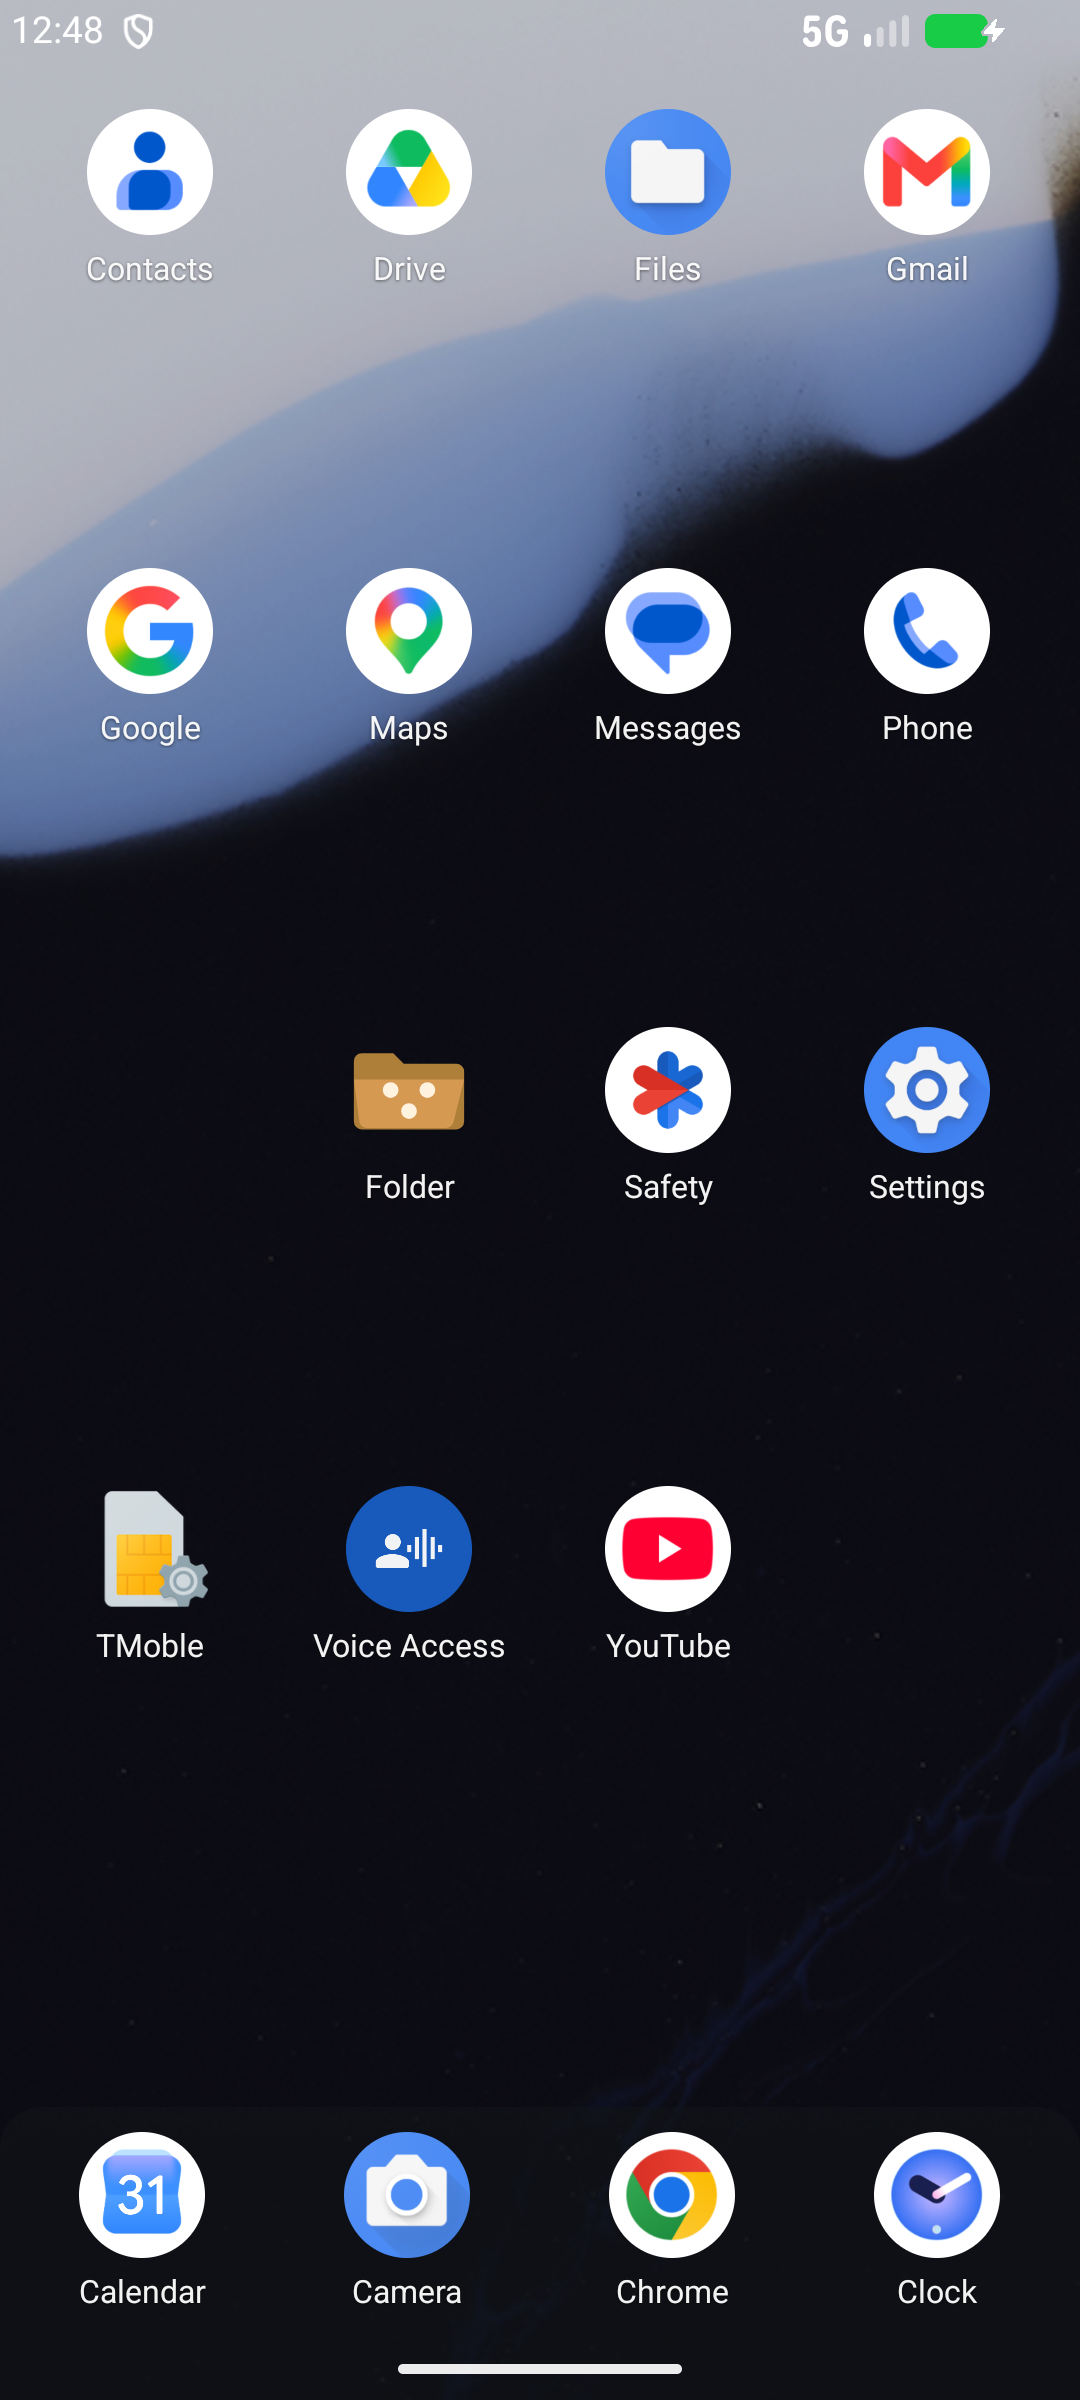 12:48 5G
Contacts Drive Files Gmail
Google Maps Messages Phone
Folder Safety Settings
TMoble Voice Access YouTube
31
Calendar Camera Chrome Clock